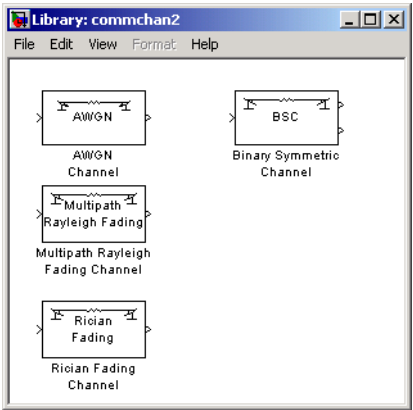 Library: commchan2
File Edit View Format Help
AWGN
AWGN
Channel
BSC
Binary Symmetric
Channel
Multipath
Rayleigh Fading
Multipath Rayleigh
Fading Channel
Rician
Fading
Rician Fading
Channel